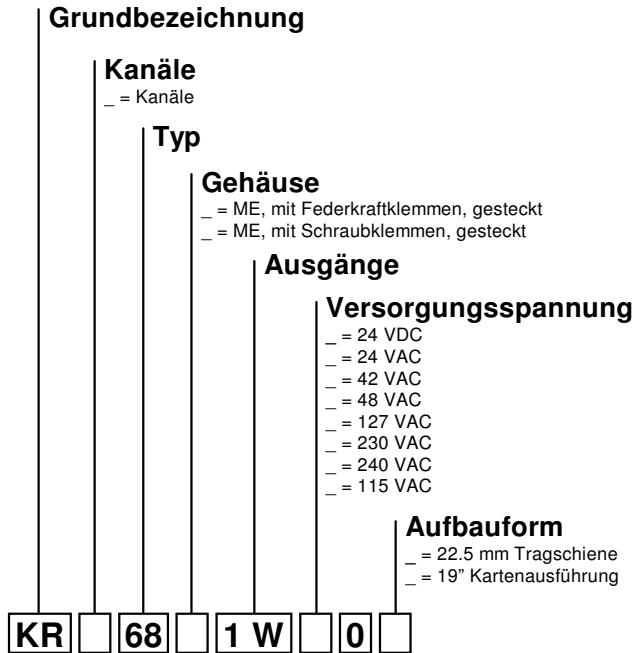 Grundbezeichnung
Kanäle
_ = Kanäle
Typ
Gehäuse
_ = ME, mit Federkraftklemmen, gesteckt
_ = ME, mit Schraubklemmen, gesteckt
Ausgänge
Versorgungsspannung
_ = 24 VDC
_ = 24 VAC
_ = 42 VAC
_ = 48 VAC
_ = 127 VAC
_ = 230 VAC
_ = 240 VAC
_ = 115 VAC
Aufbauform
_ = 22.5 mm Tragschiene
_ = 19” Kartenausführung
KR 68 1 W 0